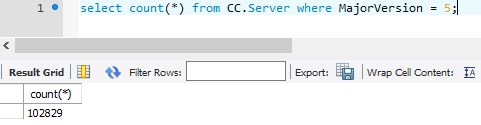 1 select count(*) from CC.Server where MajorVersion = 5;
Result Grid Filter Rows: Export: Wrap Cell Content: IA
count(*)
102829